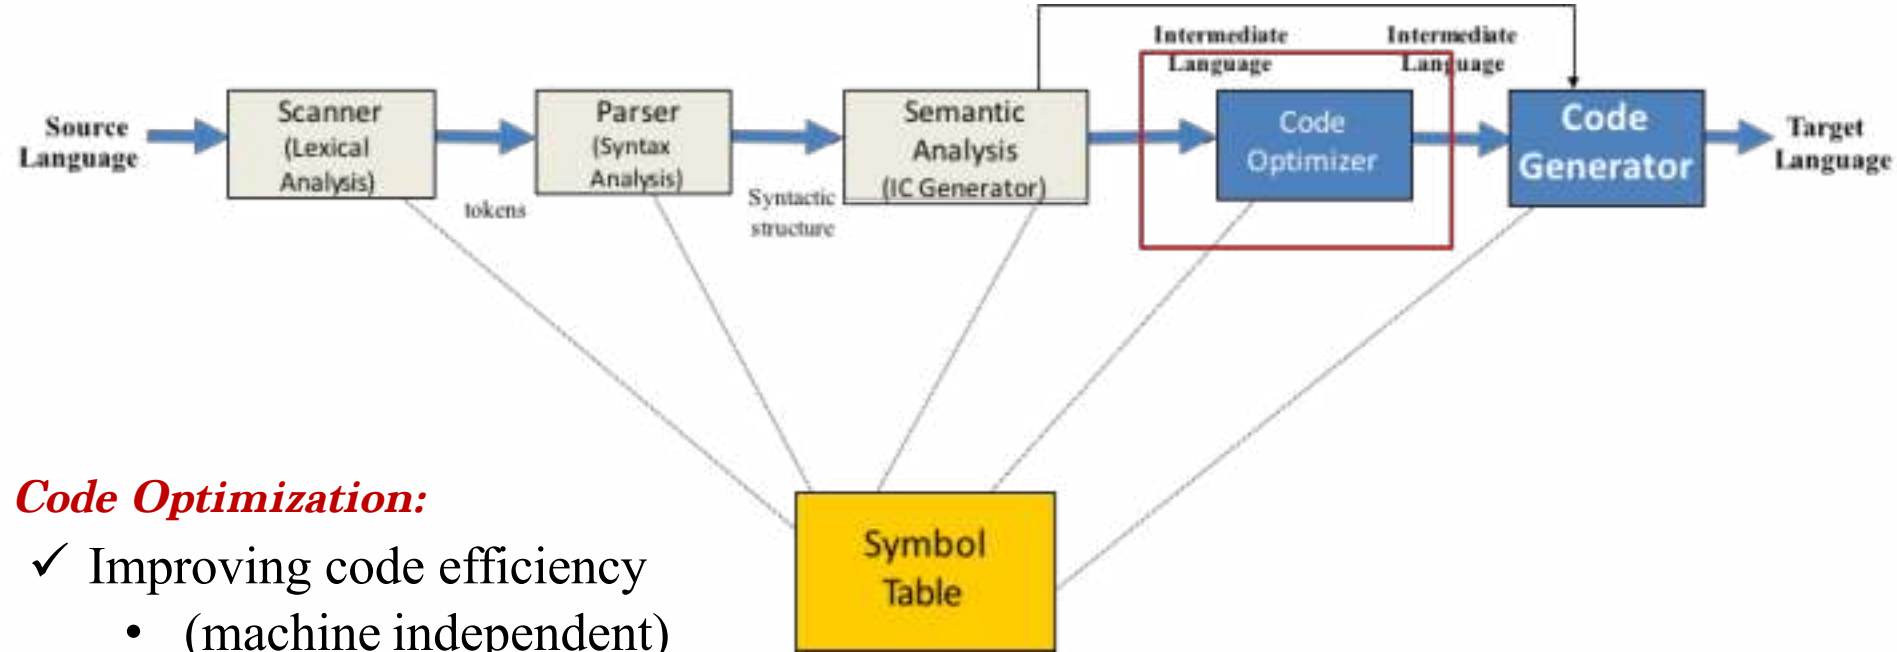 Source
Language
Scanner
(Lexical
Analysis)
tokens
Parser
(Syntax
Analysis)
Syntactic
structure
Semantic
Analysis
(IC Generator)
Intermediate
Language
Code
Optimizer
Intermediate
Language
Code
Generator
Target
Language
Symbol
Table
Code Optimization:
✓ Improving code efficiency
• (machine independent)